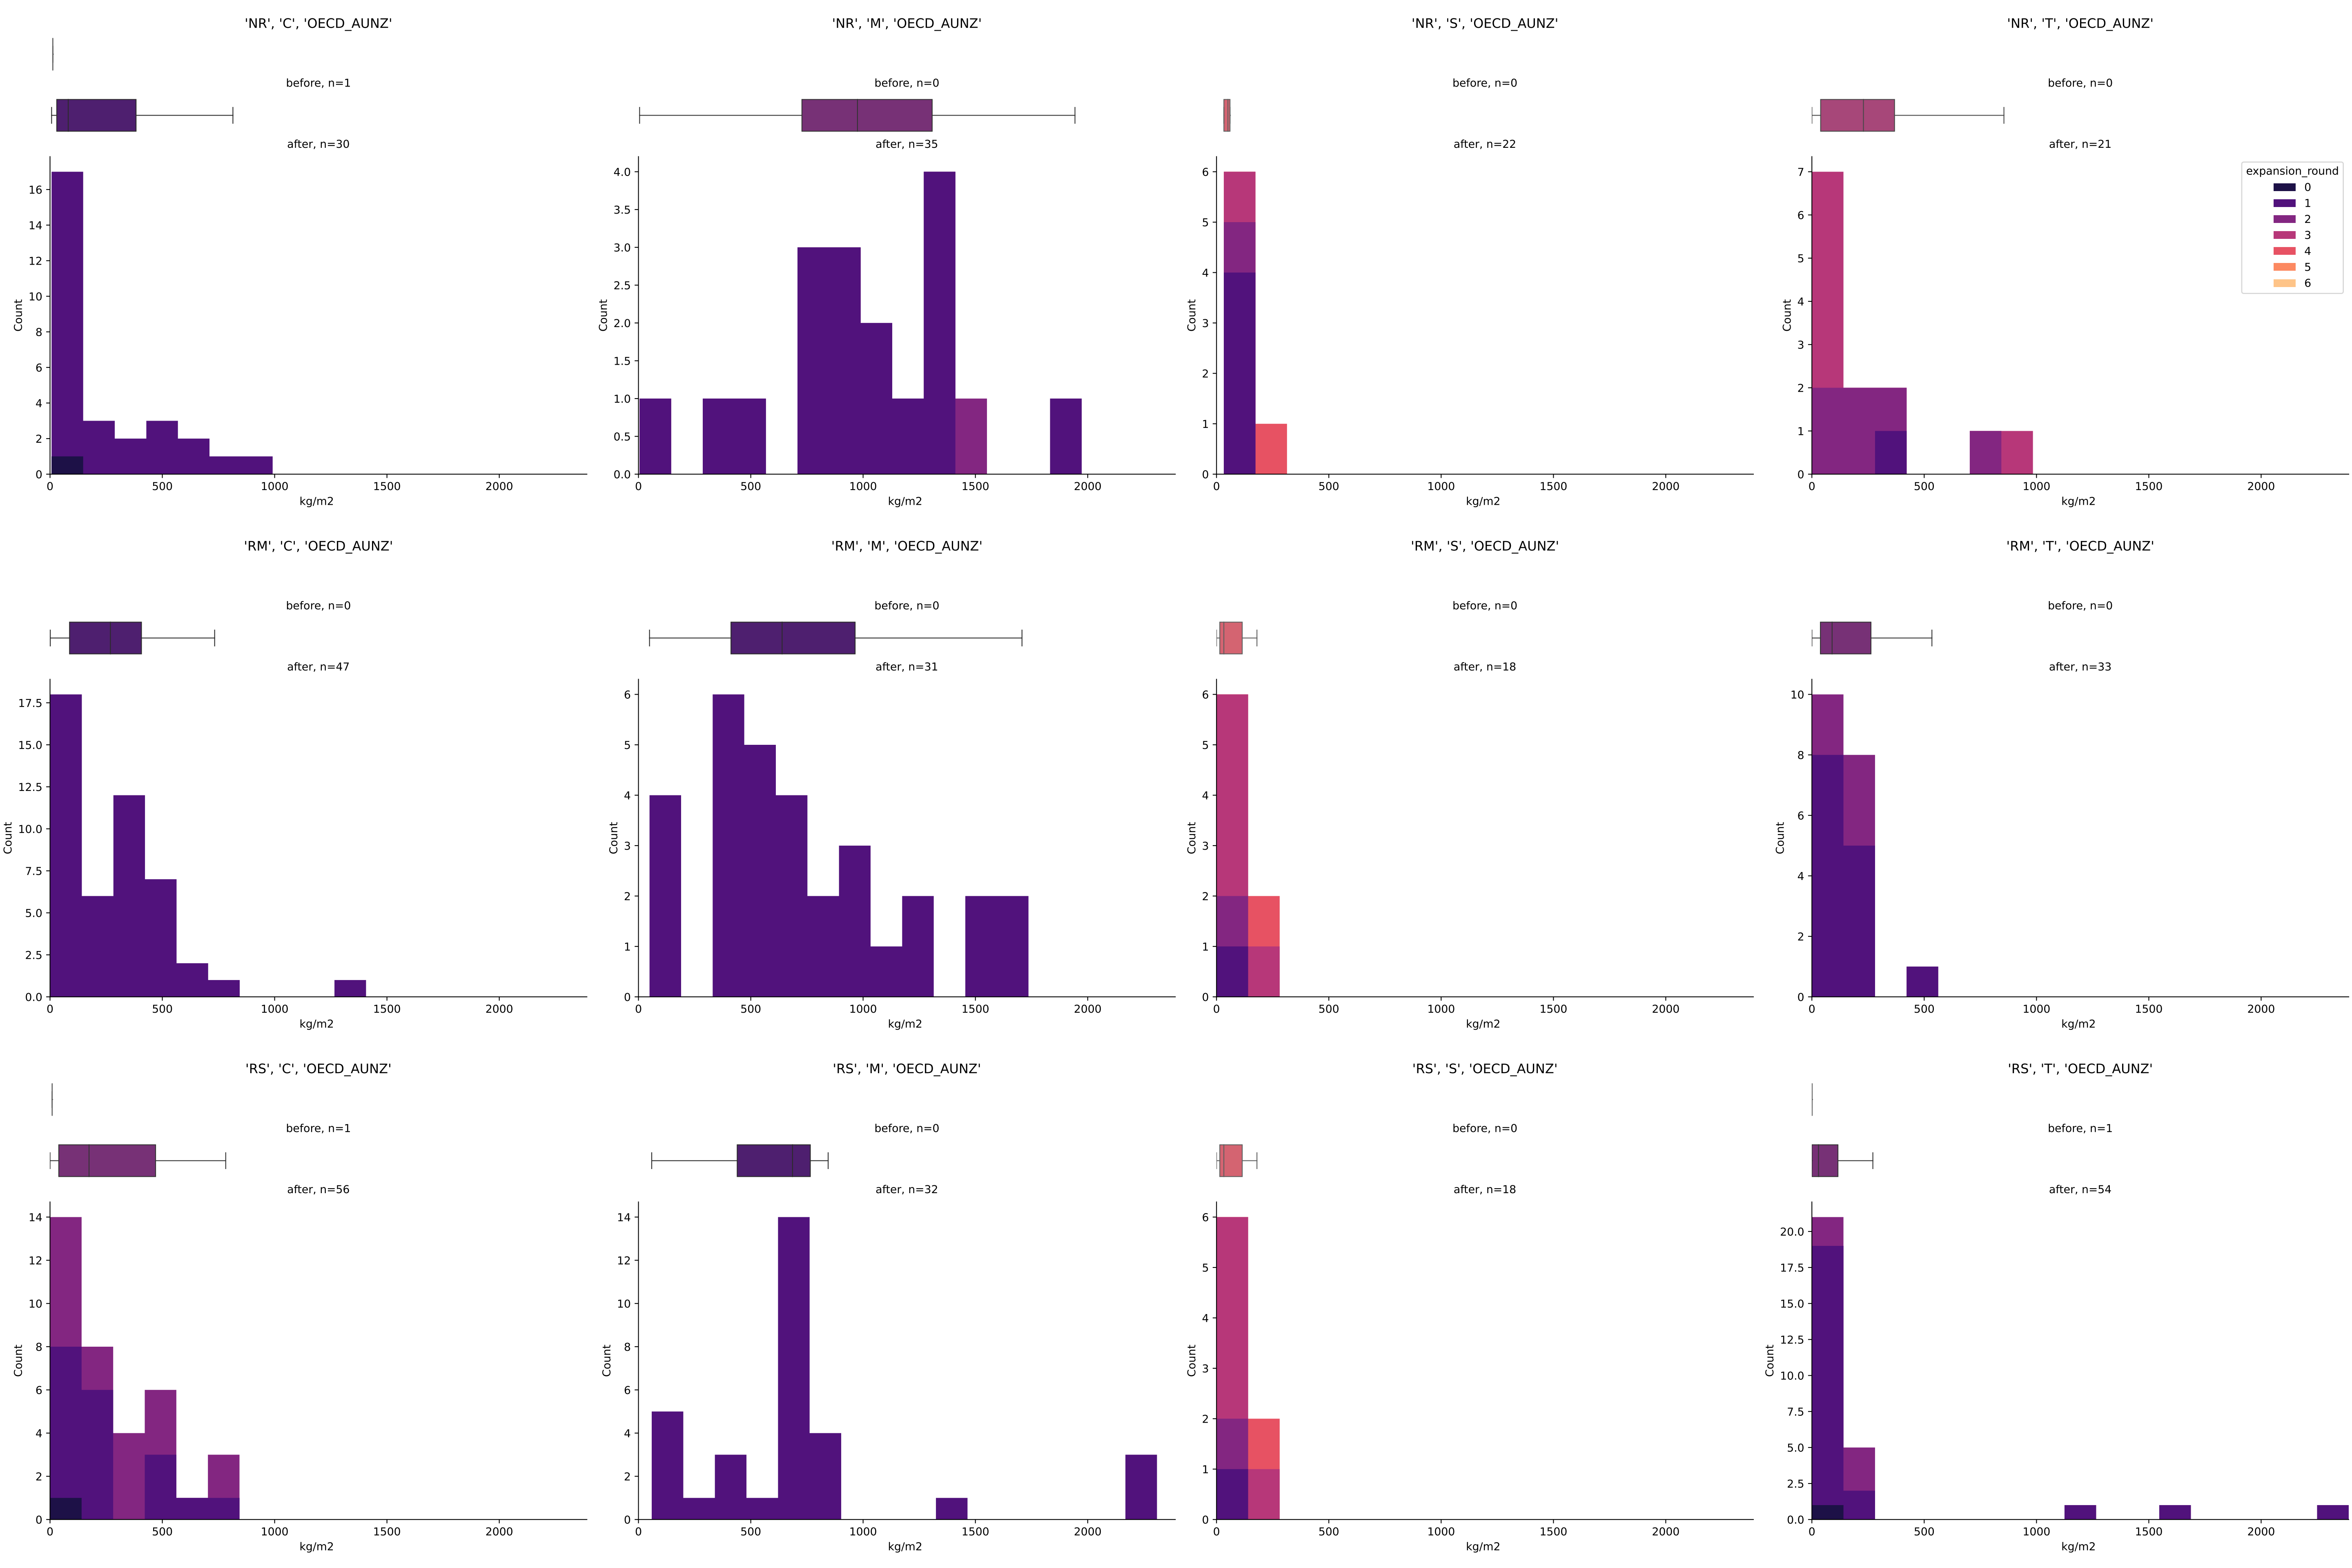 'NR', 'C', 'OECD_AUNZ'
before, n=1
after, n=30
Count
16
14
12
10
8
6
4
2
0
0 500 1000 1500 2000
kg/m2
'NR', 'M', 'OECD_AUNZ'
before, n=0
after, n=35
Count
4.0
3.5
3.0
2.5
2.0
1.5
1.0
0.5
0.0
0 500 1000 1500 2000
kg/m2
'NR', 'S', 'OECD_AUNZ'
before, n=0
after, n=22
Count
6
5
4
3
2
1
0
0 500 1000 1500 2000
kg/m2
'NR', 'T', 'OECD_AUNZ'
before, n=0
after, n=21
expansion_round
0
1
2
3
4
5
6
Count
7
6
5
4
3
2
1
0
0 500 1000 1500 2000
kg/m2
'RM', 'C', 'OECD_AUNZ'
before, n=0
after, n=47
Count
17.5
15.0
12.5
10.0
7.5
5.0
2.5
0.0
0 500 1000 1500 2000
kg/m2
'RM', 'M', 'OECD_AUNZ'
before, n=0
after, n=31
Count
6
5
4
3
2
1
0
0 500 1000 1500 2000
kg/m2
'RM', 'S', 'OECD_AUNZ'
before, n=0
after, n=18
Count
6
5
4
3
2
1
0
0 500 1000 1500 2000
kg/m2
'RM', 'T', 'OECD_AUNZ'
before, n=0
after, n=33
Count
10
8
6
4
2
0
0 500 1000 1500 2000
kg/m2
'RS', 'C', 'OECD_AUNZ'
before, n=1
after, n=56
Count
14
12
10
8
6
4
2
0
0 500 1000 1500 2000
kg/m2
'RS', 'M', 'OECD_AUNZ'
before, n=0
after, n=32
Count
14
12
10
8
6
4
2
0
0 500 1000 1500 2000
kg/m2
'RS', 'S', 'OECD_AUNZ'
before, n=0
after, n=18
Count
6
5
4
3
2
1
0
0 500 1000 1500 2000
kg/m2
'RS', 'T', 'OECD_AUNZ'
before, n=1
after, n=54
Count
20.0
17.5
15.0
12.5
10.0
7.5
5.0
2.5
0.0
0 500 1000 1500 2000
kg/m2